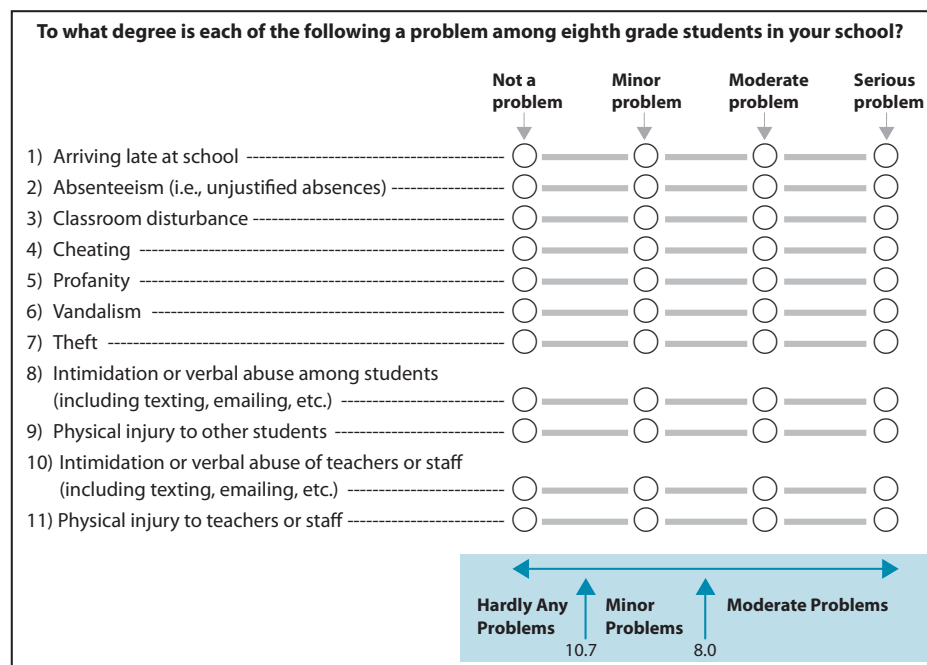 To what degree is each of the following a problem among eighth grade students in your school?
Not a Minor Moderate Serious
problem problem problem problem
1) Arriving late at school
2) Absenteeism (i.e., unjustified absences)
3) Classroom disturbance
4) Cheating
5) Profanity
6) Vandalism
7) Theft
8) Intimidation or verbal abuse among students
(including texting, emailing, etc.)
9) Physical injury to other students
10) Intimidation or verbal abuse of teachers or staff
(including texting, emailing, etc.)
11) Physical injury to teachers or staff
Hardly Any Minor Moderate Problems
Problems Problems
10.7 8.0